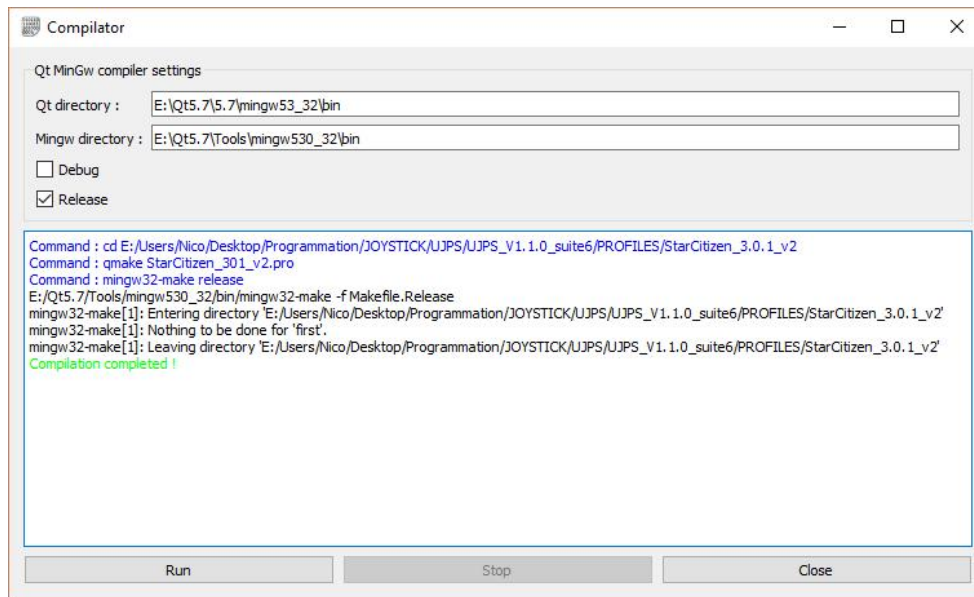 Compilator
Qt MinGw compiler settings
Qt directory : E:\Qt5.7\5.7\mingw53_32\bin
Mingw directory : E:\Qt5.7\Tools\mingw530_32\bin
Debug
Release
Command : cd E:/Users/Nico/Desktop/Programmation/JOYSTICK/UJPS/UJPS_V1.1.0_suite6/PROFILES/StarCitizen_3.0.1_v2
Command : qmake StarCitizen_301_v2.pro
Command : mingw32-make release
E:/Qt5.7/Tools/mingw530_32/bin/mingw32-make -f Makefile.Release
mingw32-make[1]: Entering directory 'E:/Users/Nico/Desktop/Programmation/JOYSTICK/UJPS/UJPS_V1.1.0_suite6/PROFILES/StarCitizen_3.0.1_v2'
mingw32-make[1]: Nothing to be done for 'first'.
mingw32-make[1]: Leaving directory 'E:/Users/Nico/Desktop/Programmation/JOYSTICK/UJPS/UJPS_V1.1.0_suite6/PROFILES/StarCitizen_3.0.1_v2'
Compilation completed !
Run Stop Close